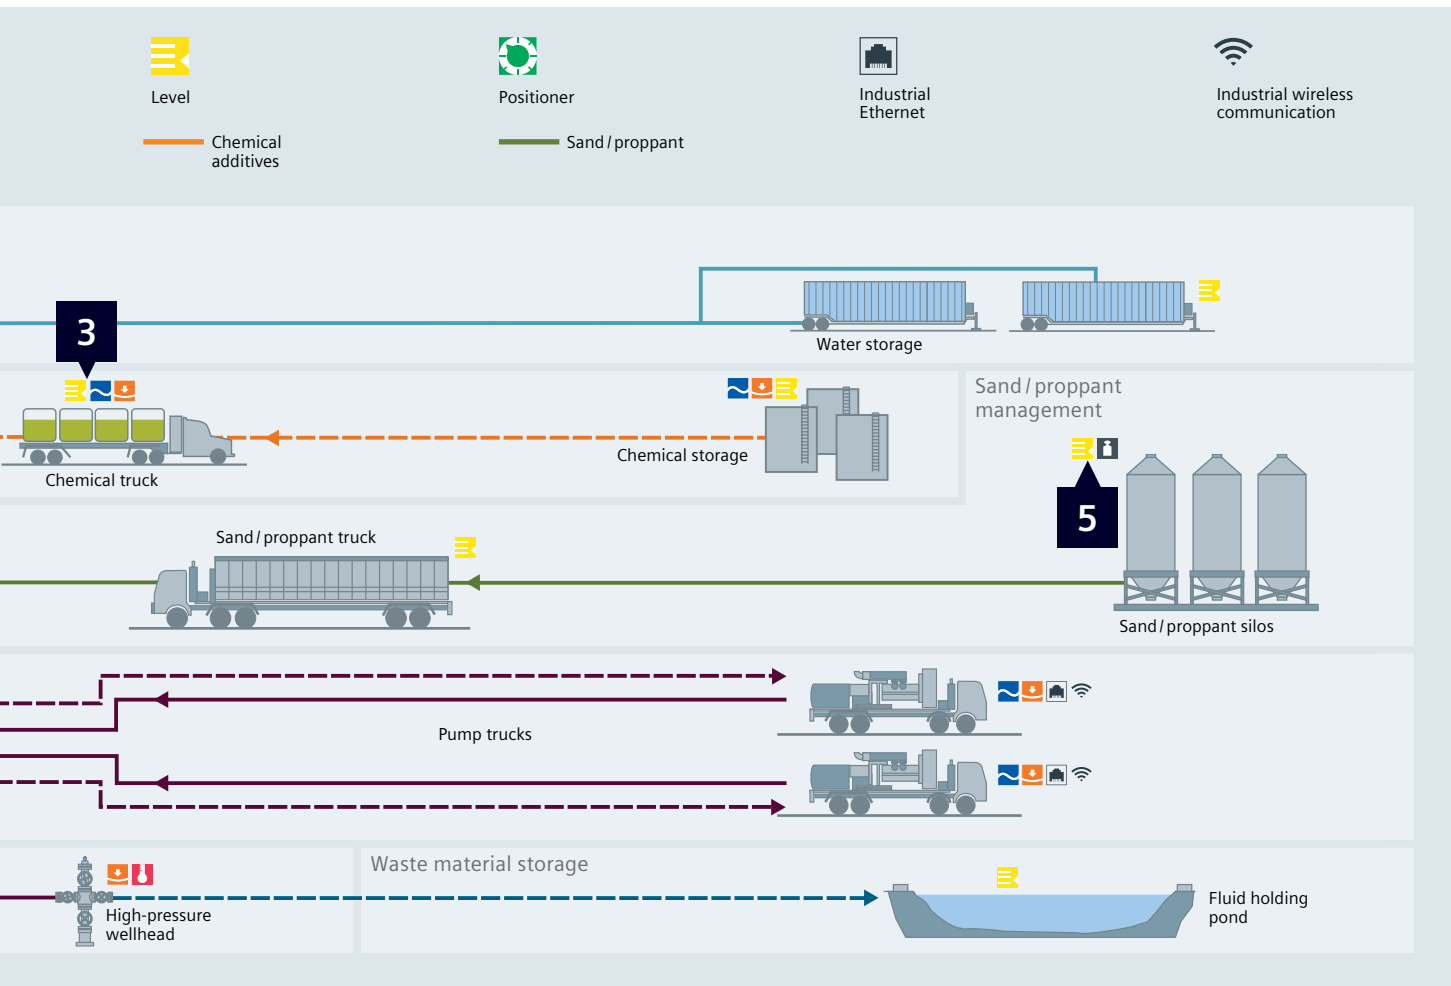 Level
Positioner
Industrial
Ethernet
Industrial wireless
communication
Chemical
additives
Sand / proppant
3
Water storage
Sand / proppant
management
Chemical storage
Chemical truck
5
Sand / proppant truck
Sand / proppant silos
Pump trucks
Waste material storage
High-pressure
wellhead
Fluid holding
pond